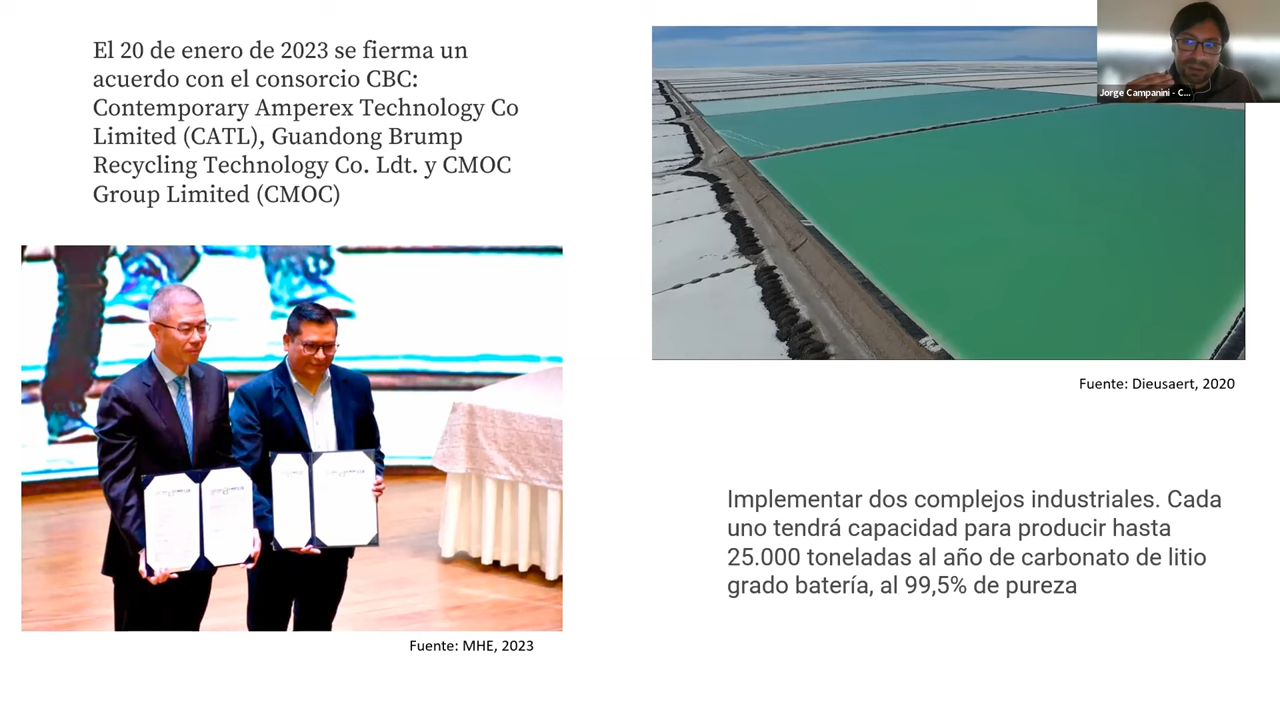 El 20 de enero de 2023 se fierma un
acuerdo con el consorcio CBC:
Contemporary Amperex Technology Co
Limited (CATL), Guandong Brump
Recycling Technology Co. Ldt. y CMOC
Group Limited (CMOC)
Fuente: MHE, 2023
Jorge Campanini - C...
Fuente: Dieusaert, 2020
Implementar dos complejos industriales. Cada
uno tendrá capacidad para producir hasta
25.000 toneladas al año de carbonato de litio
grado batería, al 99,5% de pureza